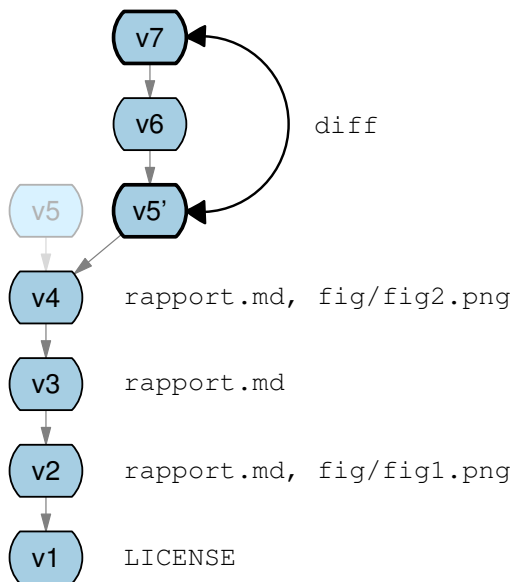 v7
v6 diff
v5 v5'
v4 rapport.md, fig/fig2.png
v3 rapport.md
v2 rapport.md, fig/fig1.png
v1 LICENSE